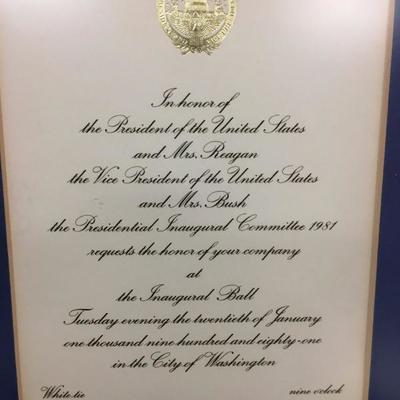 In honor of
the President of the United States
and Mrs. Reagan
the Vice President of the United States
and Mrs. Bush
the Presidential Inaugural Committee 1981
requests the honor of your company
at
the Inaugural Ball
Tuesday evening the twentieth of January
one thousand nine hundred and eighty-one
in the City of Washington
White tie nine o'clock